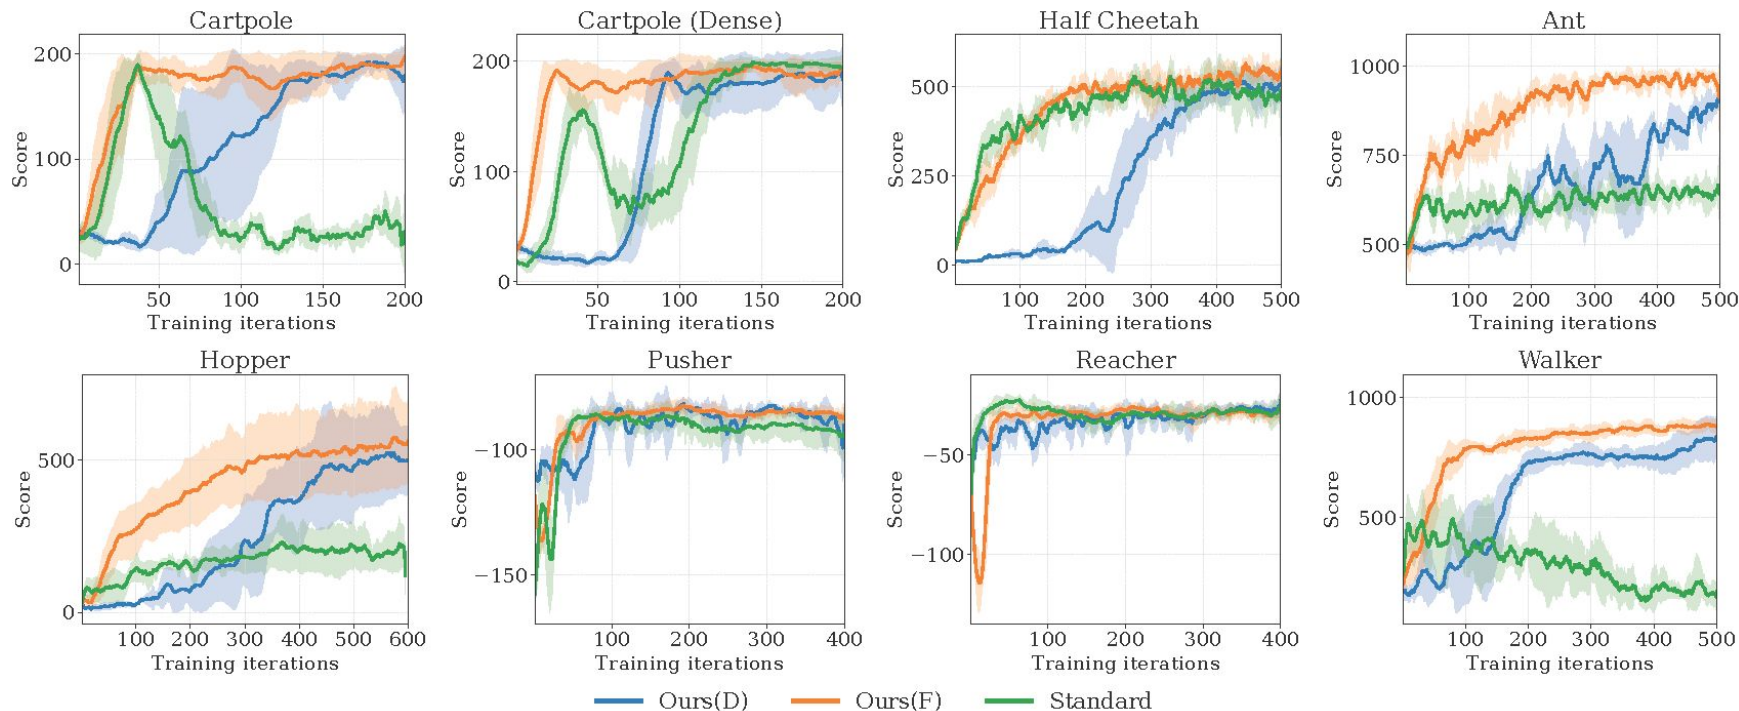 Cartpole
Cartpole (Dense)
Half Cheetah
Ant
200
100
0
Score
50 100 150 200
Training iterations
200
100
0
Score
50 100 150 200
Training iterations
500
250
0
Score
100 200 300 400 500
Training iterations
1000
750
500
Score
100 200 300 400 500
Training iterations
Hopper
Pusher
Reacher
Walker
500
0
Score
100 200 300 400 500 600
Training iterations
−100
−150
Score
100 200 300 400
Training iterations
−50
−100
Score
100 200 300 400
Training iterations
1000
500
Score
100 200 300 400 500
Training iterations
Ours(D) Ours(F) Standard